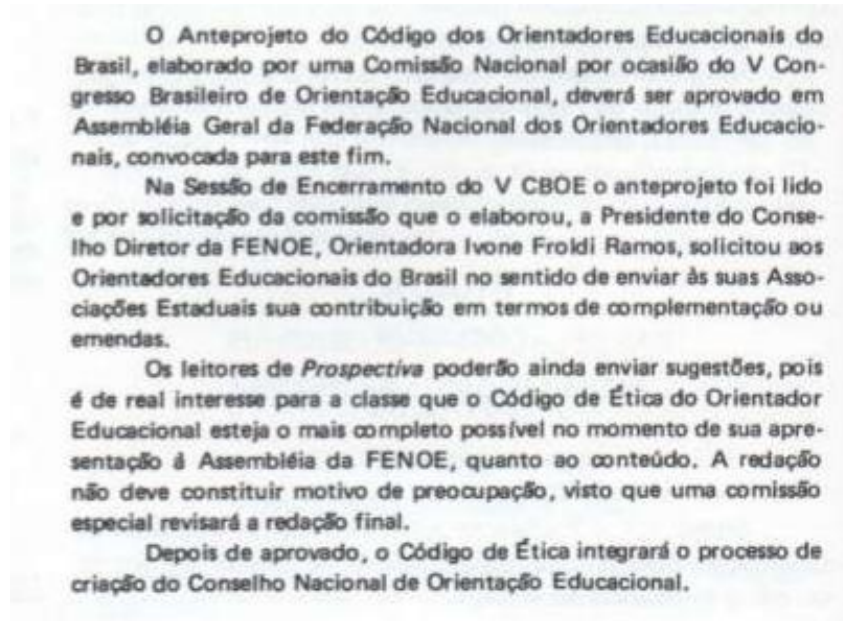 O Anteprojeto do Código dos Orientadores Educacionais do
Brasil, elaborado por uma Comissão Nacional por ocasião do V Con-
gresso Brasileiro de Orientação Educacional, deverá ser aprovado em
Assembléia Geral da Federação Nacional dos Orientadores Educacio-
nais, convocada para este fim.
Na Sessão de Encerramento do V CBOE o anteprojeto foi lido
e por solicitação da comissão que o elaborou, a Presidente do Conse-
lho Diretor da FENOE, Orientadora Ivone Froldi Ramos, solicitou aos
Orientadores Educacionais do Brasil no sentido de enviar às suas Asso-
ciações Estaduais sua contribuição em termos de complementação ou
emendas.
Os leitores de Prospectiva poderão ainda enviar sugestões, pois
é de real interesse para a classe que o Código de Ética do Orientador
Educacional esteja o mais completo possível no momento de sua apre-
sentação á Assembléia da FENOE, quanto ao conteúdo. A redação
não deve constituir motivo de preocupação, visto que uma comissão
especial revisará a redação final.
Depois de aprovado, o Código de Ética integrará o processo de
criação do Conselho Nacional de Orientação Educacional.